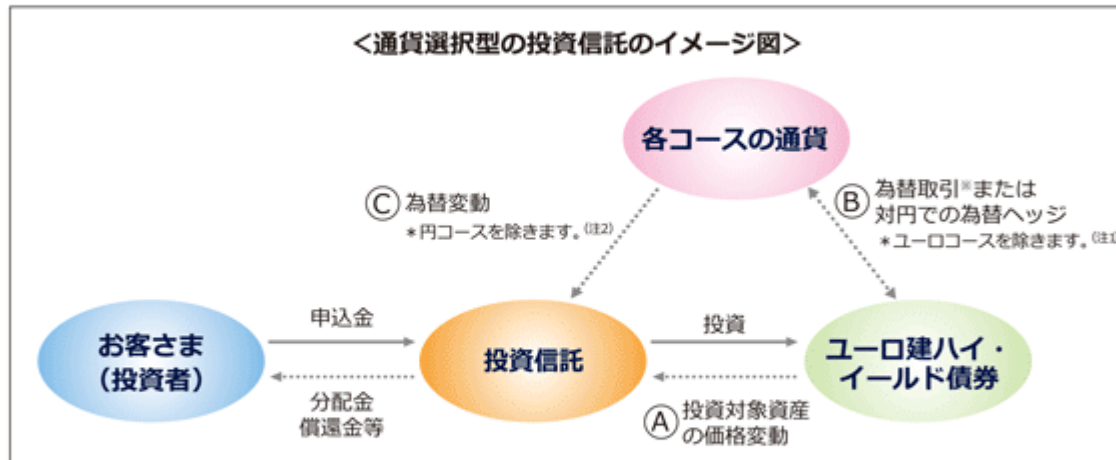 ＜通貨選択型の投資信託のイメージ図＞
各コースの通貨
Ⓒ 為替変動
＊円コースを除きます。(注2)
Ⓑ 為替取引※または
対円での為替ヘッジ
＊ユーロコースを除きます。(注1)
お客さま
（投資者）
申込金
分配金
償還金等
投資信託
投資
Ⓐ 投資対象資産
の価格変動
ユーロ建ハイ・
イールド債券